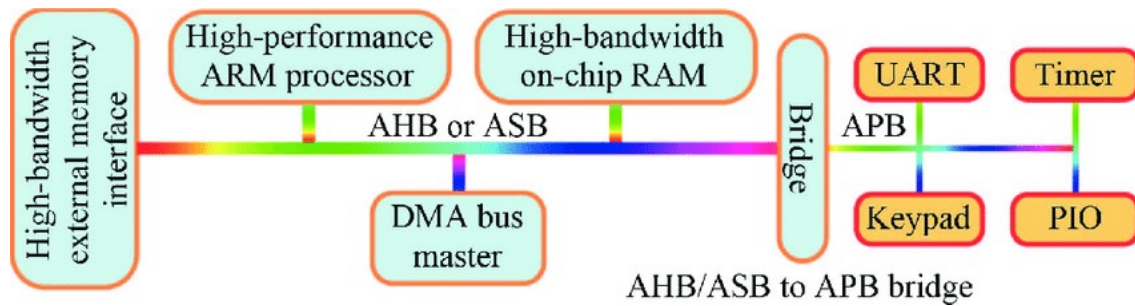 High-bandwidth
external memory
interface
High-performance
ARM processor
High-bandwidth
on-chip RAM
AHB or ASB
DMA bus
master
Bridge
APB
UART
Timer
Keypad
PIO
AHB/ASB to APB bridge